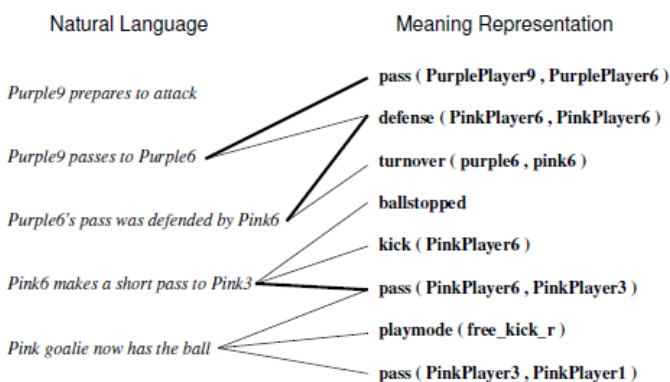 Natural Language
Meaning Representation
Purple9 prepares to attack
Purple9 passes to Purple6
Purple6's pass was defended by Pink6
Pink6 makes a short pass to Pink3
Pink goalie now has the ball
pass ( PurplePlayer9 , PurplePlayer6 )
defense ( PinkPlayer6 , PinkPlayer6 )
turnover ( purple6 , pink6 )
ballstopped
kick ( PinkPlayer6 )
pass ( PinkPlayer6 , PinkPlayer3 )
playmode ( free_kick_r )
pass ( PinkPlayer3 , PinkPlayer1 )